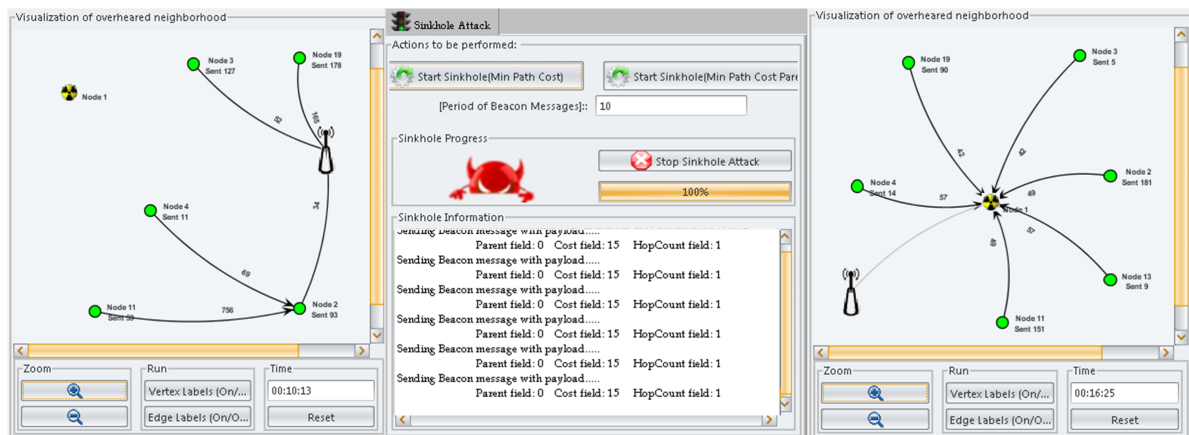 Visualization of overheared neighborhood
Node 3
Sent 127
Node 19
Sent 178
Node 1
92
165
34
Node 4
Sent 11
69
Node 11
Sent 59
756
Node 2
Sent 93
Zoom
Run
Vertex Labels (On/...
Edge Labels (On/O...
Time
00:10:13
Reset
Sinkhole Attack
Actions to be performed:
Start Sinkhole(Min Path Cost)
Start Sinkhole(Min Path Cost Pare
[Period of Beacon Messages]::
10
Sinkhole Progress
Stop Sinkhole Attack
100%
Sinkhole Information
Sending Beacon message with payload.....
Parent field: 0 Cost field: 15 HopCount field: 1
Sending Beacon message with payload.....
Parent field: 0 Cost field: 15 HopCount field: 1
Sending Beacon message with payload.....
Parent field: 0 Cost field: 15 HopCount field: 1
Sending Beacon message with payload.....
Parent field: 0 Cost field: 15 HopCount field: 1
Sending Beacon message with payload.....
Parent field: 0 Cost field: 15 HopCount field: 1
Sending Beacon message with payload.....
Parent field: 0 Cost field: 15 HopCount field: 1
Visualization of overheared neighborhood
Node 19
Sent 90
Node 3
Sent 5
42
42
Node 4
Sent 14
57
49
Node 2
Sent 181
Node 1
57
Node 13
Sent 9
Node 11
Sent 151
Zoom
Run
Vertex Labels (On/...
Edge Labels (On/O...
Time
00:16:25
Reset